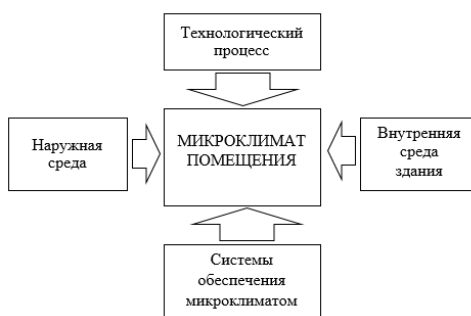 Технологический
процесс
Наружная
среда
МИКРОКЛИМАТ
ПОМЕЩЕНИЯ
Внутренняя
среда
здания
Системы
обеспечения
микроклиматом